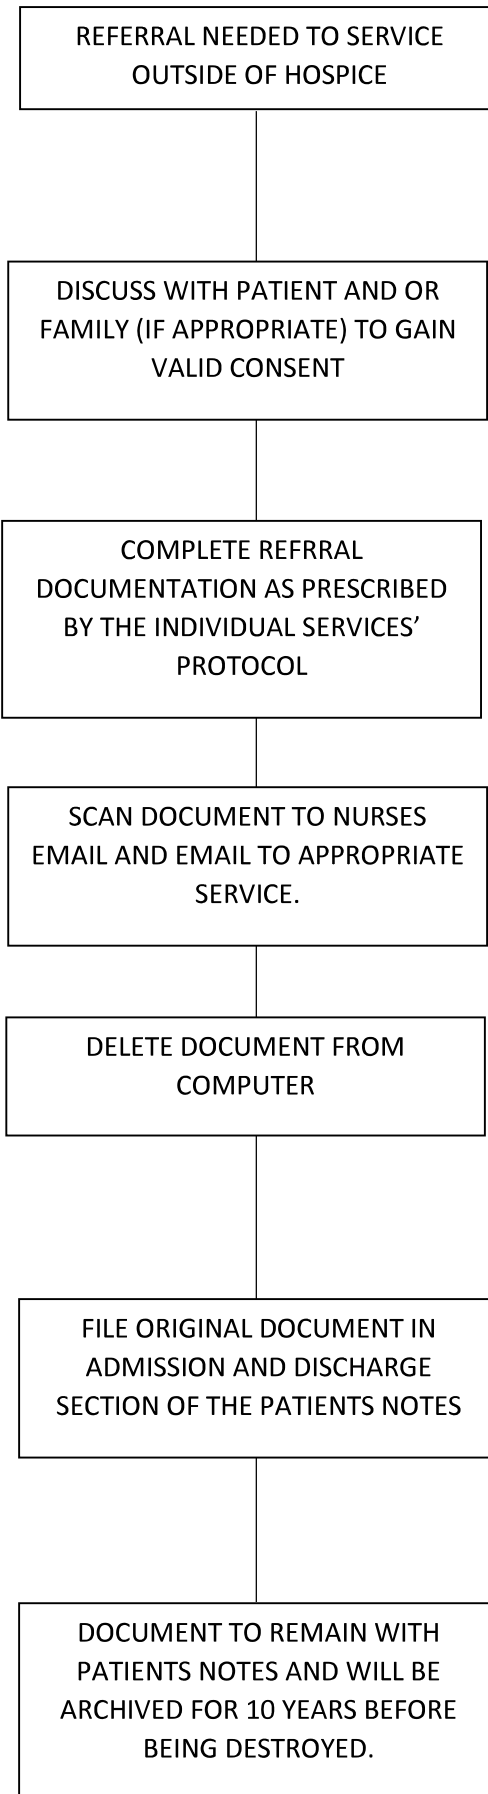 REFERRAL NEEDED TO SERVICE
OUTSIDE OF HOSPICE
DISCUSS WITH PATIENT AND OR
FAMILY (IF APPROPRIATE) TO GAIN
VALID CONSENT
COMPLETE REFRRAL
DOCUMENTATION AS PRESCRIBED
BY THE INDIVIDUAL SERVICES’
PROTOCOL
SCAN DOCUMENT TO NURSES
EMAIL AND EMAIL TO APPROPRIATE
SERVICE.
DELETE DOCUMENT FROM
COMPUTER
FILE ORIGINAL DOCUMENT IN
ADMISSION AND DISCHARGE
SECTION OF THE PATIENTS NOTES
DOCUMENT TO REMAIN WITH
PATIENTS NOTES AND WILL BE
ARCHIVED FOR 10 YEARS BEFORE
BEING DESTROYED.